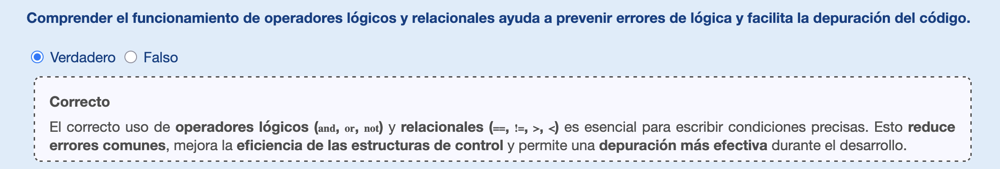 Comprender el funcionamiento de operadores lógicos y relacionales ayuda a prevenir errores de lógica y facilita la depuración del código.
Verdadero Falso
Correcto
El correcto uso de operadores lógicos (and, or, not) y relacionales (==, !=, >, <) es esencial para escribir condiciones precisas. Esto reduce
errores comunes, mejora la eficiencia de las estructuras de control y permite una depuración más efectiva durante el desarrollo.